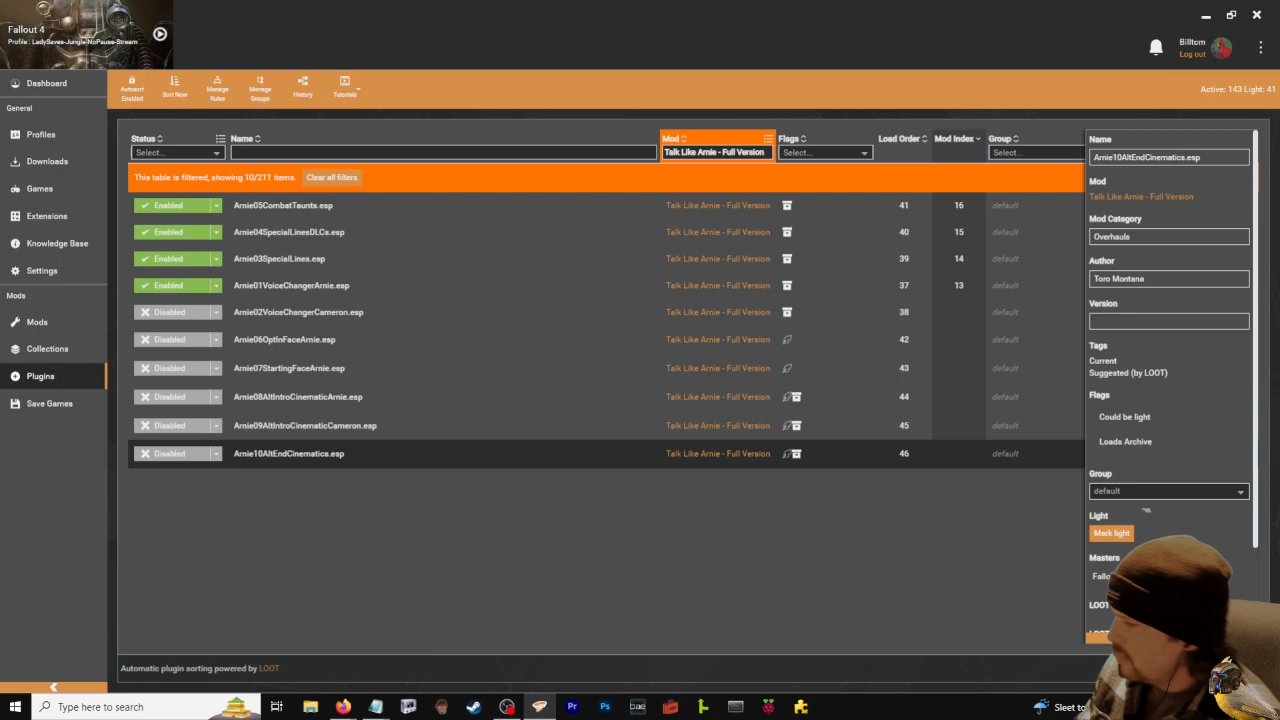 Fallout 4
Profile : LadySaves-Jungle-NoPause-Stream
Billtom
Log out
Dashboard
General
Profiles
Downloads
Games
Extensions
Knowledge Base
Settings
Mods
Mods
Collections
Plugins
Save Games
Autosort Enabled
Sort Now
Manage Rules
Manage Groups
History
Tutorials
Active: 143 Light: 41
Status Name Mod Flags Load Order Mod Index Group
Select... Talk Like Arnie - Full Version Select... Select...
This table is filtered, showing 10/211 items. Clear all filters
Enabled Arnie05CombatTaunts.esp Talk Like Arnie - Full Version 41 16 default
Enabled Arnie04SpecialLinesDLCs.esp Talk Like Arnie - Full Version 40 15 default
Enabled Arnie03SpecialLines.esp Talk Like Arnie - Full Version 39 14 default
Enabled Arnie01VoiceChangerArnie.esp Talk Like Arnie - Full Version 37 13 default
Disabled Arnie02VoiceChangerCameron.esp Talk Like Arnie - Full Version 38 default
Disabled Arnie06OptInFaceArnie.esp Talk Like Arnie - Full Version 42 default
Disabled Arnie07StartingFaceArnie.esp Talk Like Arnie - Full Version 43 default
Disabled Arnie08AltIntroCinematicArnie.esp Talk Like Arnie - Full Version 44 default
Disabled Arnie09AltIntroCinematicCameron.esp Talk Like Arnie - Full Version 45 default
Disabled Arnie10AltEndCinematics.esp Talk Like Arnie - Full Version 46 default
Name
Arnie10AltEndCinematics.esp
Mod
Talk Like Arnie - Full Version
Mod Category
Overhauls
Author
Toro Montana
Version
Tags
Current
Suggested (by LOOT)
Flags
Could be light
Loads Archive
Group
default
Light
Mark light
Masters
Fallo
LOOT
Automatic plugin sorting powered by LOOT
Type here to search
Pr
Ps
bae
Sleet to